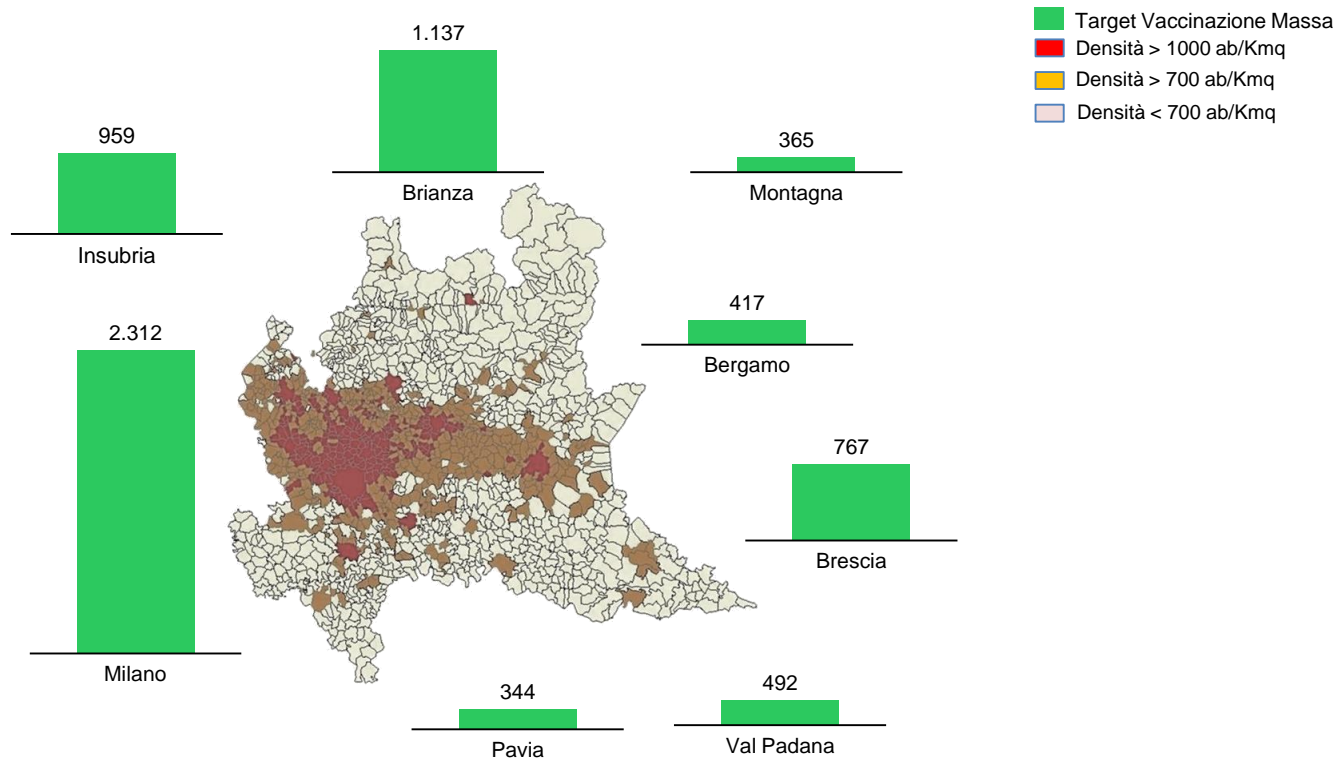 Target Vaccinazione Massa
Densità > 1000 ab/Kmq
Densità > 700 ab/Kmq
Densità < 700 ab/Kmq
1.137
Brianza
959
Insubria
365
Montagna
2.312
Milano
417
Bergamo
767
Brescia
344
Pavia
492
Val Padana